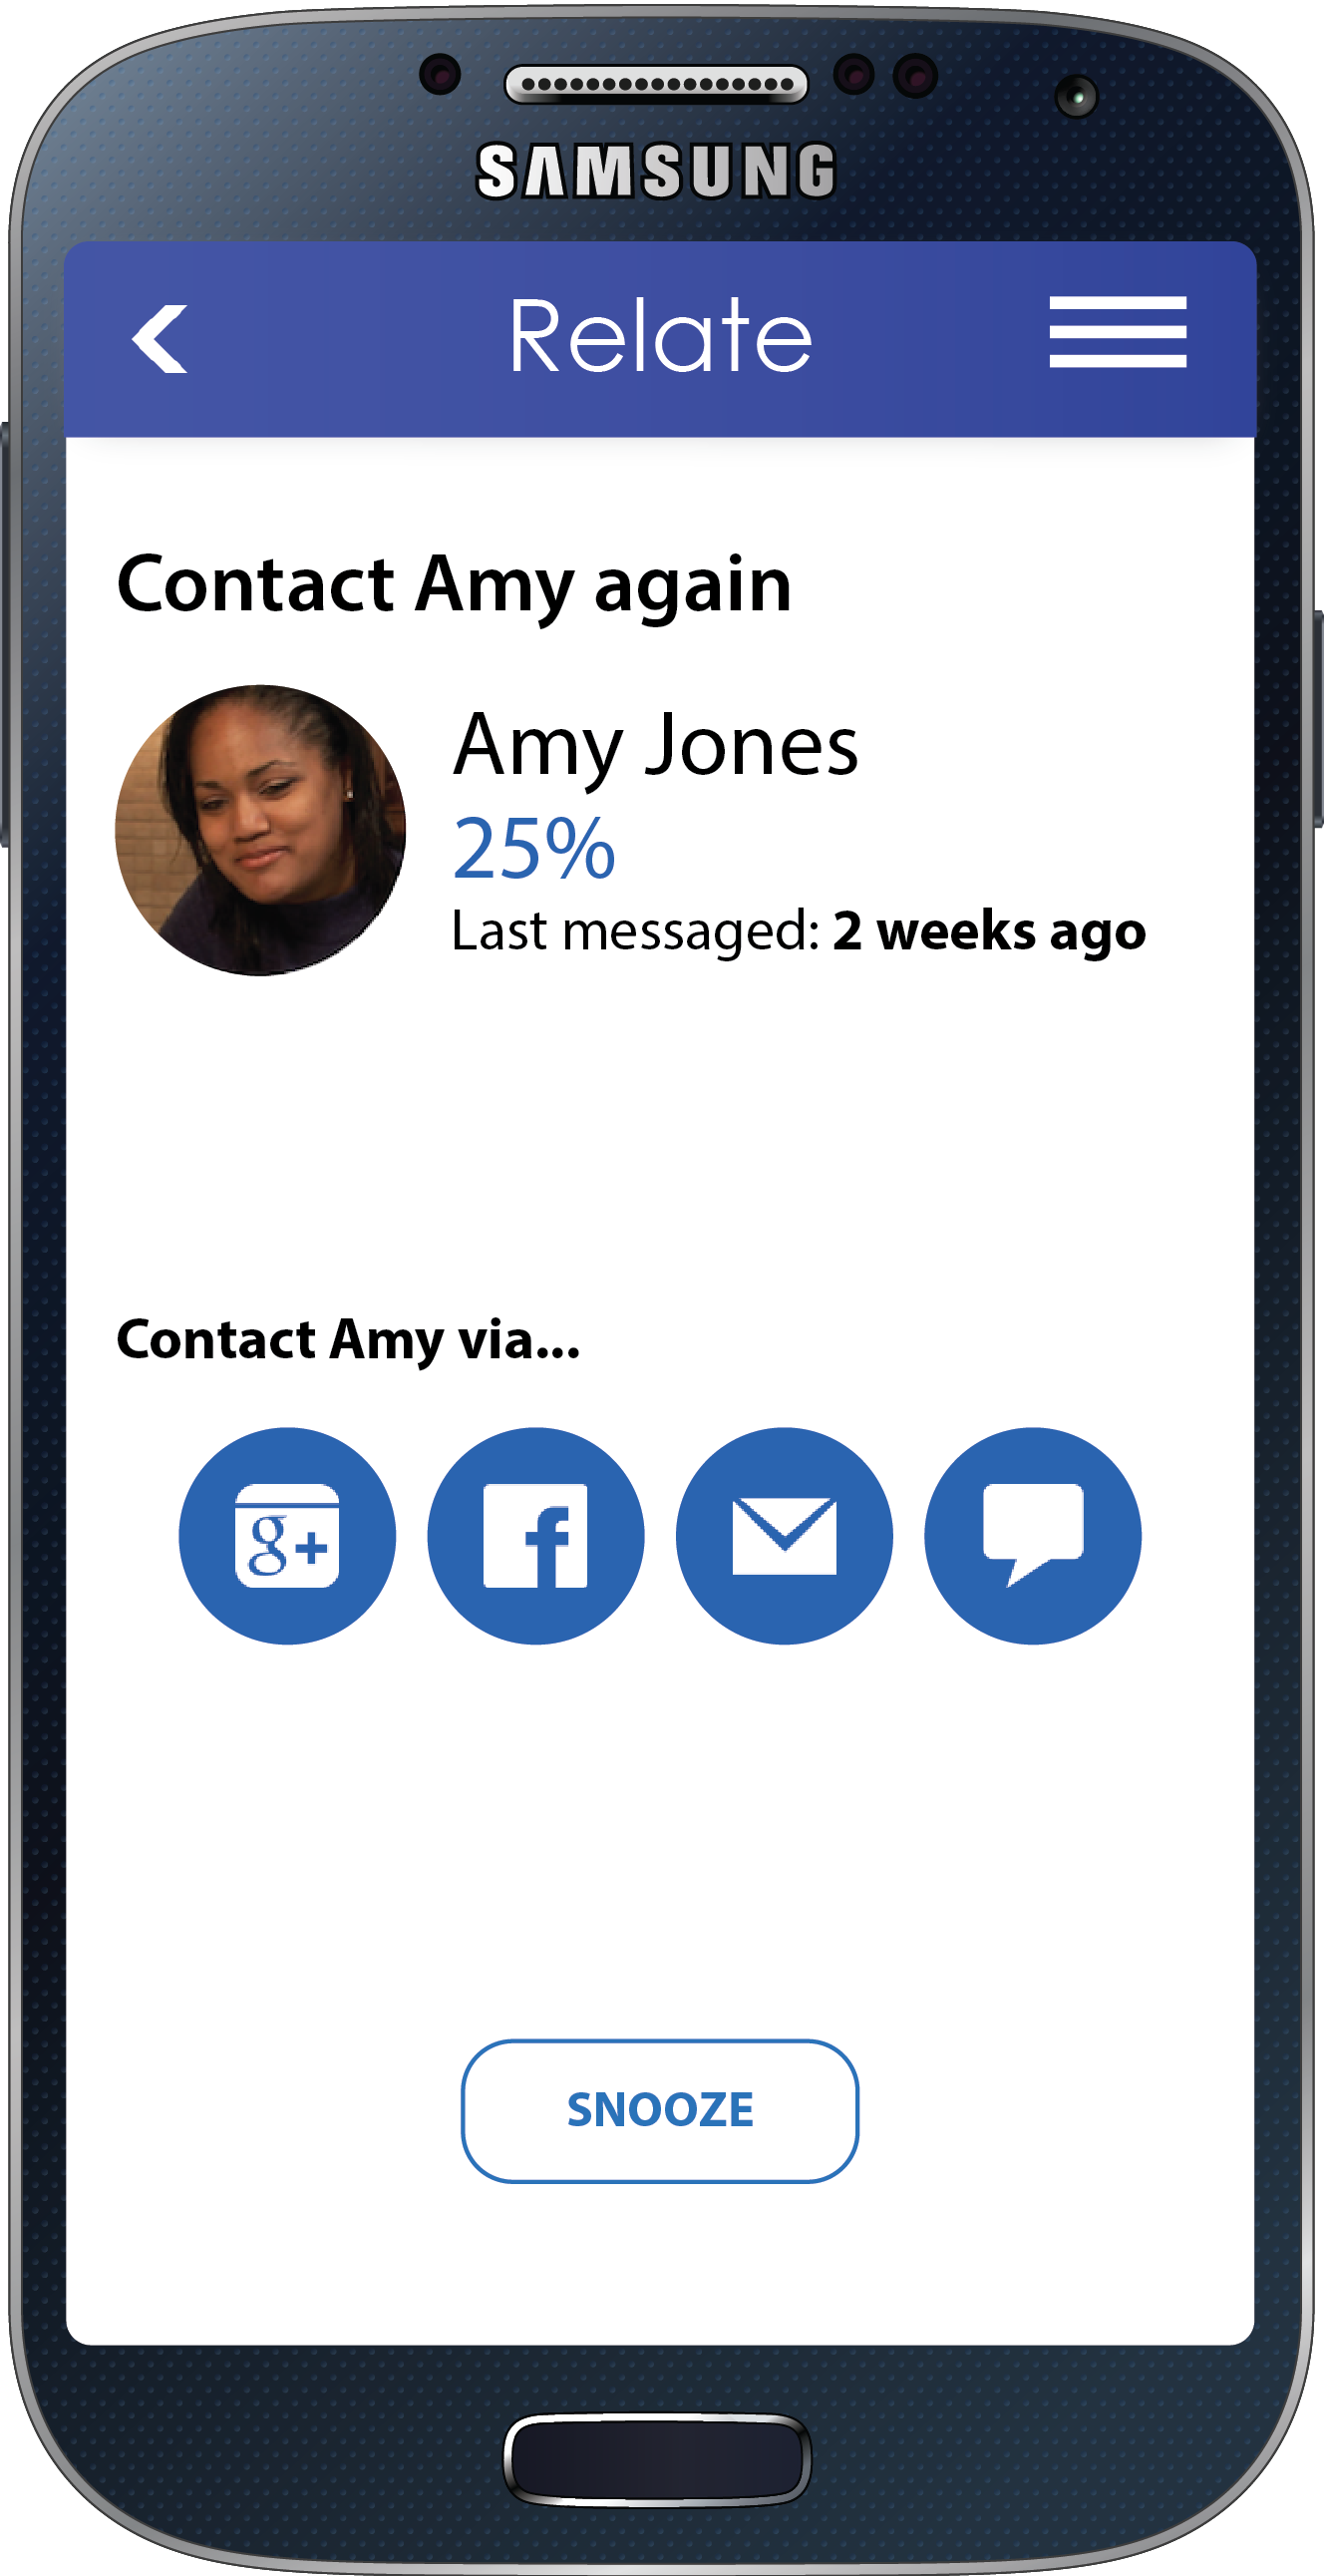 SAMSUNG
Relate
Contact Amy again
Amy Jones
25%
Last messaged: 2 weeks ago
Contact Amy via...
g+ f
SNOOZE